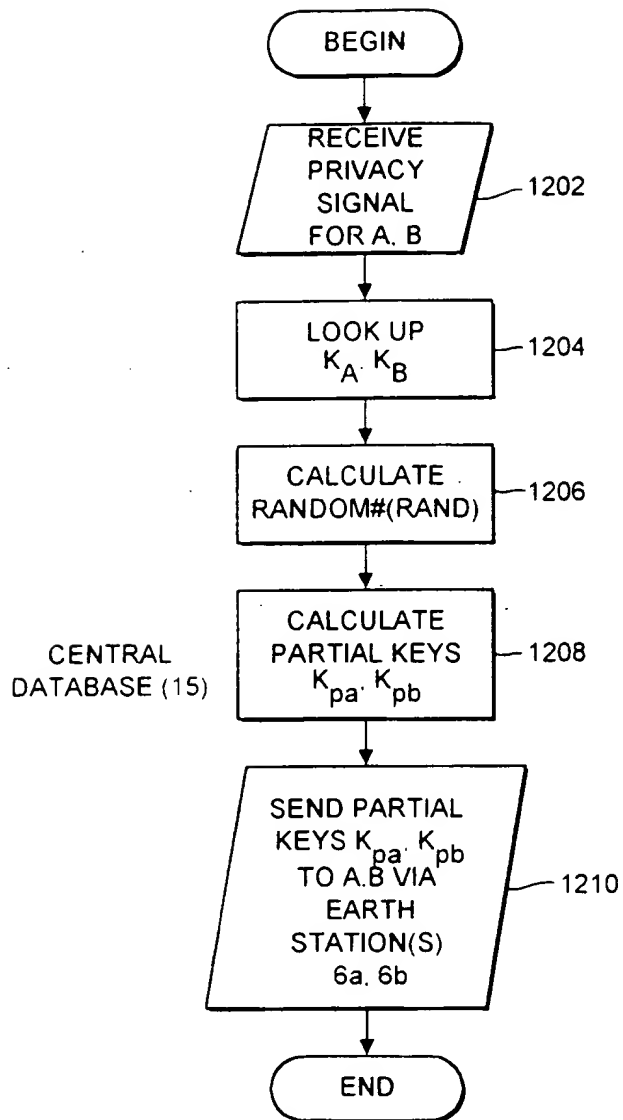 BEGIN
RECEIVE
PRIVACY
SIGNAL
FOR A. B
1202
LOOK UP
K_A. K_B
1204
CALCULATE
RANDOM#(RAND)
1206
CALCULATE
PARTIAL KEYS
K_pa. K_pb
1208
CENTRAL
DATABASE (15)
SEND PARTIAL
KEYS K_pa. K_pb
TO A.B VIA
EARTH
STATION(S)
6a. 6b
1210
END